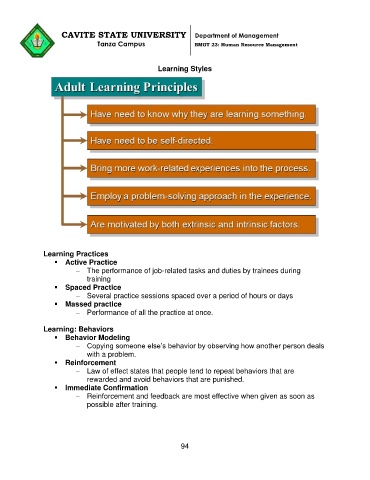 CAVITE STATE UNIVERSITY
Tanza Campus
Department of Management
BMGT 22: Human Resource Management
Learning Styles
Adult Learning Principles
Have need to know why they are learning something.
Have need to be self-directed.
Bring more work-related experiences into the process.
Employ a problem-solving approach in the experience.
Are motivated by both extrinsic and intrinsic factors.
Learning Practices
▪ Active Practice
– The performance of job-related tasks and duties by trainees during
training
▪ Spaced Practice
– Several practice sessions spaced over a period of hours or days
▪ Massed practice
– Performance of all the practice at once.
Learning: Behaviors
▪ Behavior Modeling
– Copying someone else’s behavior by observing how another person deals
with a problem.
▪ Reinforcement
– Law of effect states that people tend to repeat behaviors that are
rewarded and avoid behaviors that are punished.
▪ Immediate Confirmation
– Reinforcement and feedback are most effective when given as soon as
possible after training.
94